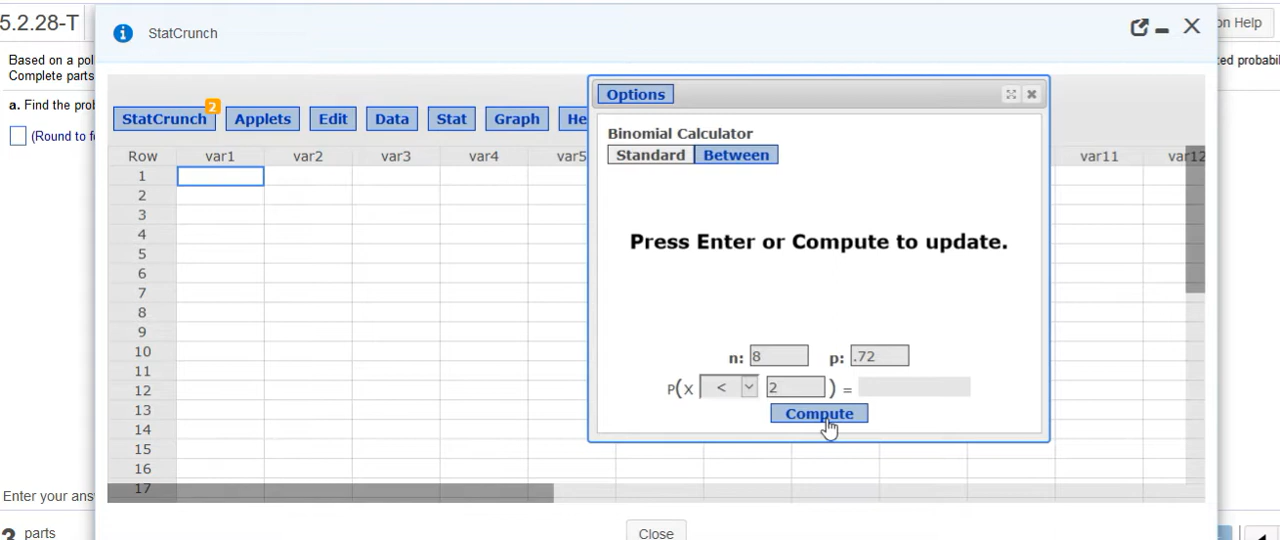 5.2.28-T
StatCrunch
on Help
Based on a pol
ed probabil
Complete parts
a. Find the prob
(Round to fo
StatCrunch 2 Applets Edit Data Stat Graph He
Options
Binomial Calculator
Standard Between
Press Enter or Compute to update.
n: 8 p: .72
P(X < 2 ) =
Compute
Row var1 var2 var3 var4 var5 var11 var12
1
2
3
4
5
6
7
8
9
10
11
12
13
14
15
16
17
Enter your ans
3 parts
Close